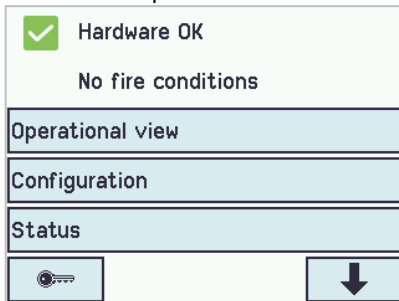 Hardware OK
No fire conditions
Operational view
Configuration
Status